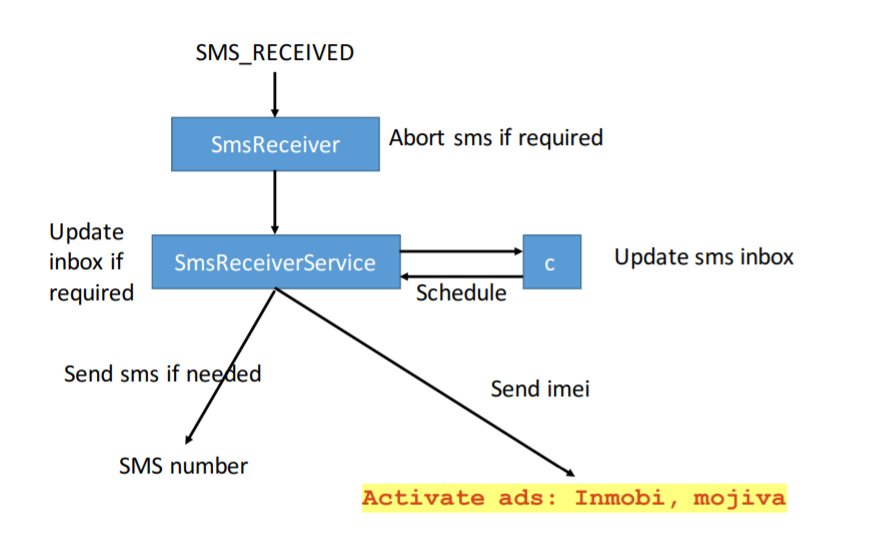 SMS_RECEIVED
SmsReceiver
Abort sms if required
Update
inbox if
required
SmsReceiverService
c
Update sms inbox
Schedule
Send sms if needed
Send imei
SMS number
Activate ads: Inmobi, mojiva